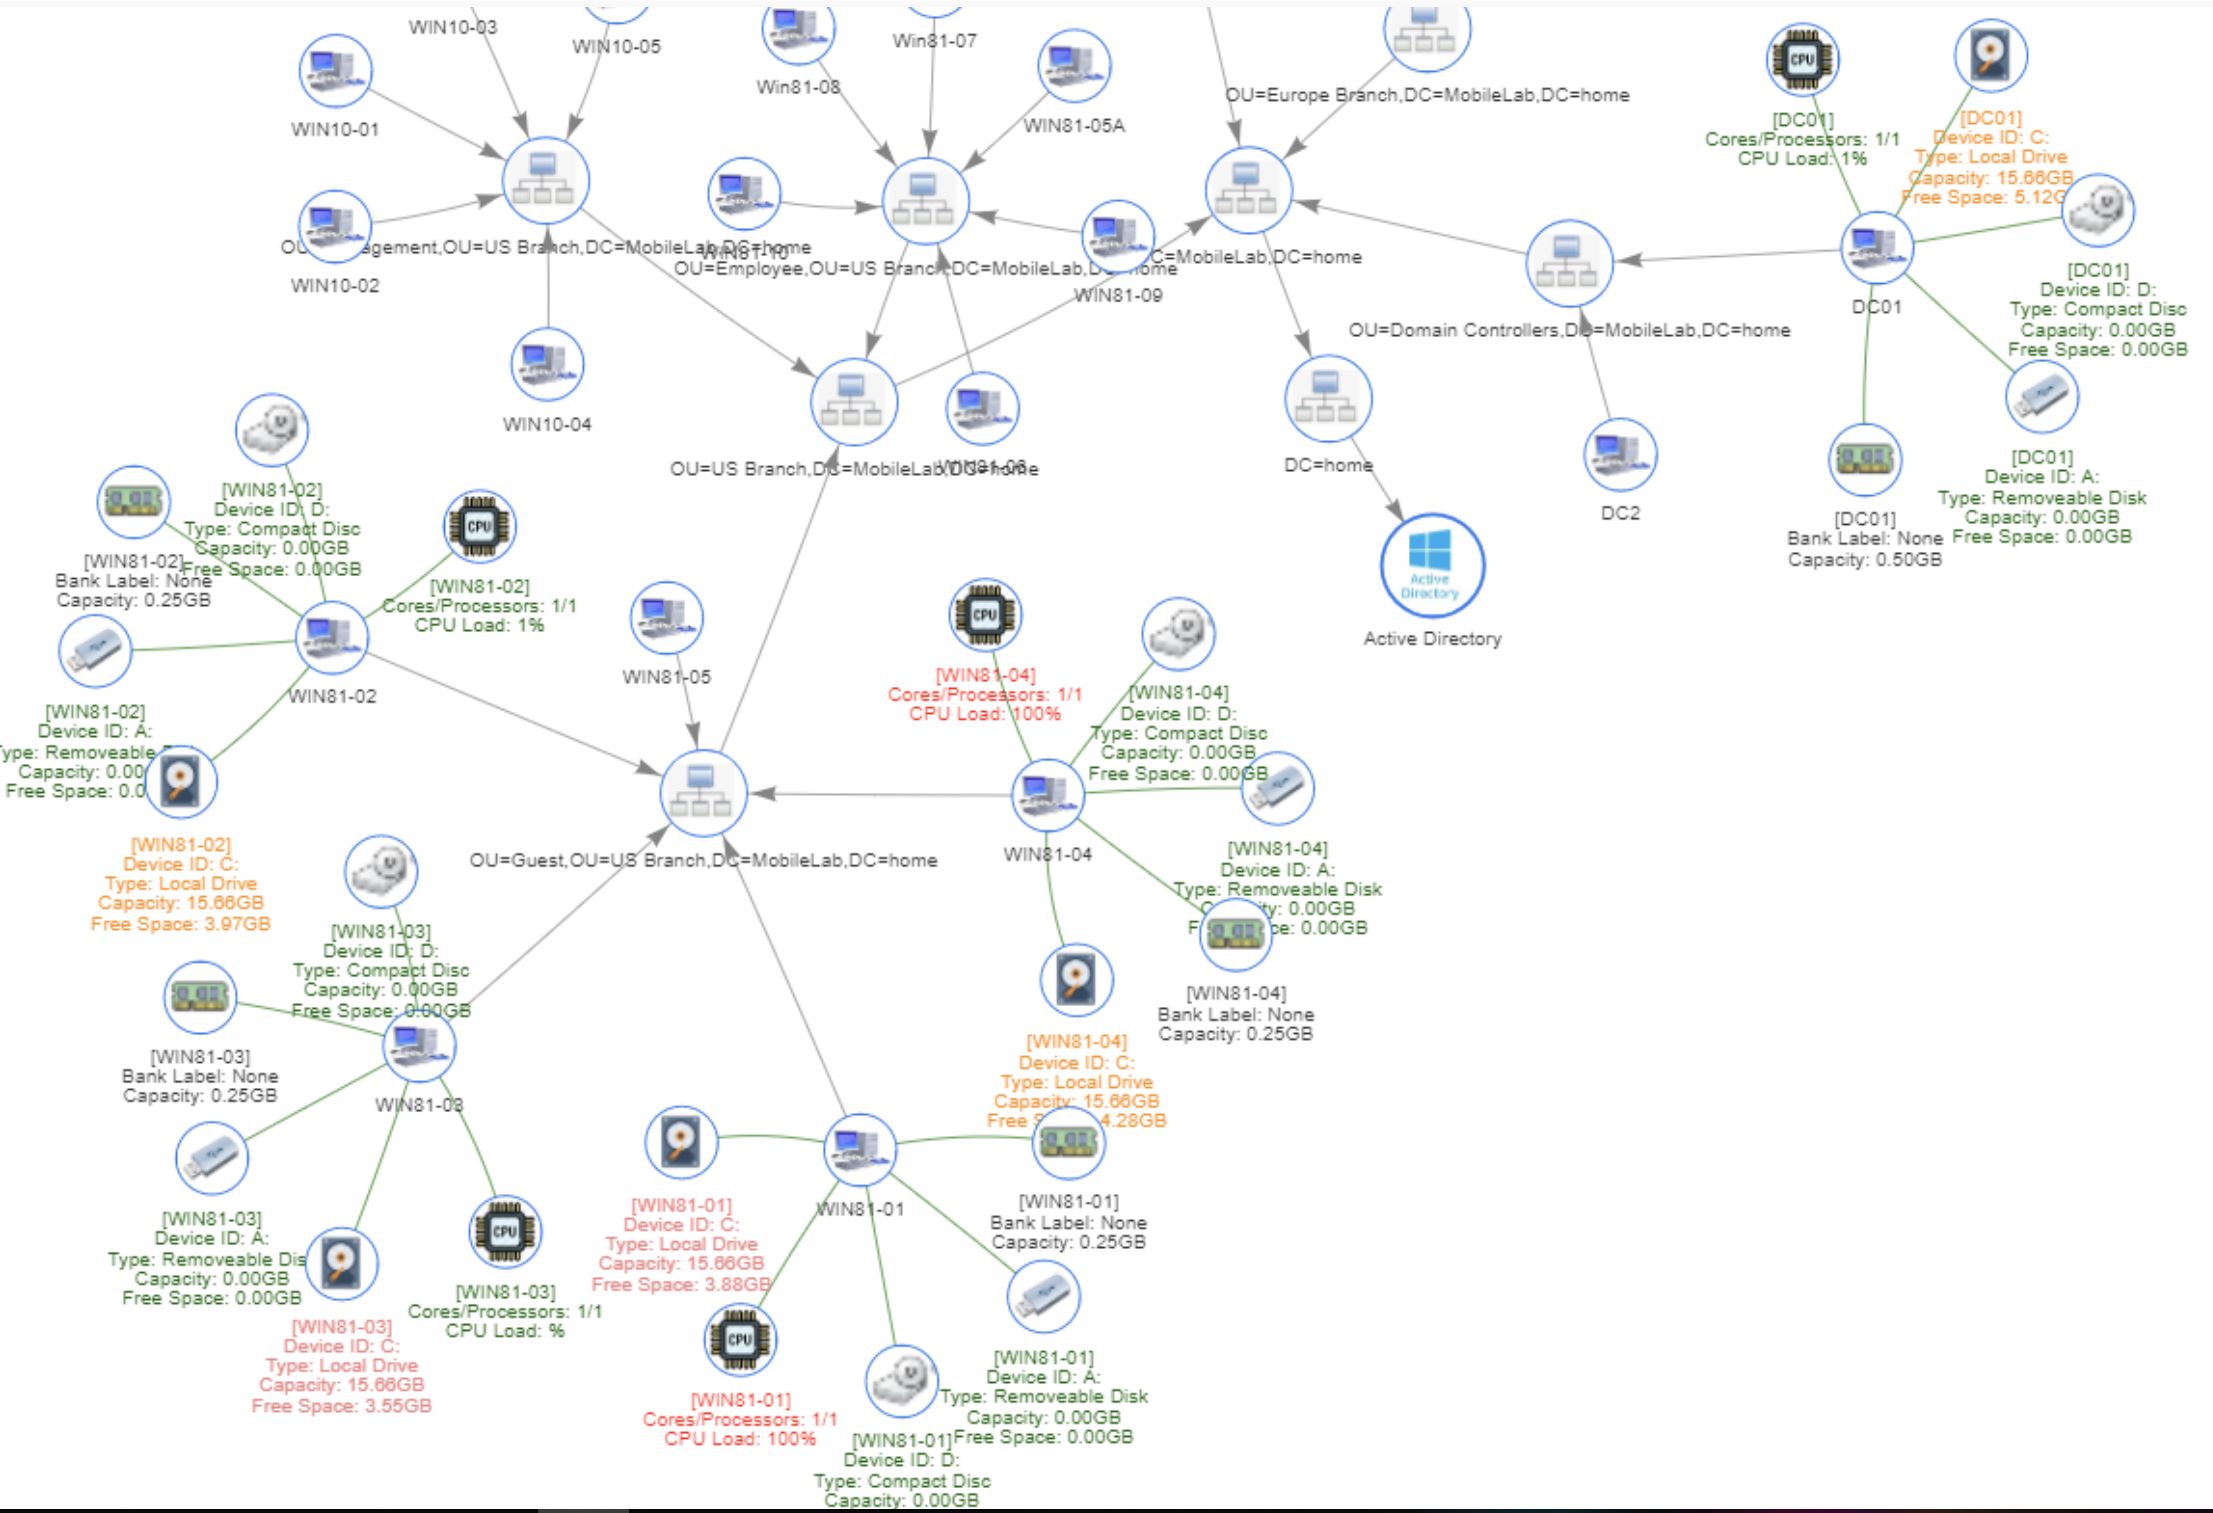 WIN10-03
WIN10-05
Win81-07
Win81-08
WIN10-01
WIN81-05A
OU=Europe Branch,DC=MobileLab,DC=home
CPU
[DC01]
Cores/Processors: 1/1
CPU Load: 1%
[DC01]
Device ID: C:
Type: Local Drive
Capacity: 15.66GB
Free Space: 5.12G
WIN10-02
agement,OU=US Branch,DC=MobileLab,DC=home
WIN81-10
OU=Employee,OU=US Branch,DC=MobileLab,DC=home
WIN81-09
DC=MobileLab,DC=home
OU=Domain Controllers,DC=MobileLab,DC=home
DC01
[DC01]
Device ID: D:
Type: Compact Disc
Capacity: 0.00GB
Free Space: 0.00GB
WIN10-04
OU=US Branch,DC=MobileLab,DC=home
WIN81-06
DC=home
DC2
[DC01]
Device ID: A:
Type: Removeable Disk
Capacity: 0.00GB
Free Space: 0.00GB
[DC01]
Bank Label: None
Capacity: 0.50GB
Active
Directory
Active Directory
[WIN81-02]
Device ID: D:
Type: Compact Disc
Capacity: 0.00GB
Free Space: 0.00GB
[WIN81-02]
Bank Label: None
Capacity: 0.25GB
CPU
[WIN81-02]
Cores/Processors: 1/1
CPU Load: 1%
WIN81-02
WIN81-05
[WIN81-02]
Device ID: A:
Type: Removeable
Capacity: 0.00
Free Space: 0.0
[WIN81-02]
Device ID: C:
Type: Local Drive
Capacity: 15.66GB
Free Space: 3.97GB
CPU
[WIN81-04]
Cores/Processors: 1/1
CPU Load: 100%
[WIN81-04]
Device ID: D:
Type: Compact Disc
Capacity: 0.00GB
Free Space: 0.00GB
OU=Guest,OU=US Branch,DC=MobileLab,DC=home
WIN81-04
[WIN81-04]
Device ID: A:
Type: Removeable Disk
0.00GB
0.00GB
[WIN81-04]
Bank Label: None
Capacity: 0.25GB
[WIN81-04]
Device ID: C:
Type: Local Drive
Capacity: 15.66GB
Free 4.28GB
[WIN81-03]
Device ID: D:
Type: Compact Disc
Capacity: 0.00GB
Free Space: 0.00GB
[WIN81-03]
Bank Label: None
Capacity: 0.25GB
WIN81-03
[WIN81-03]
Device ID: A:
Type: Removeable Dis
Capacity: 0.00GB
Free Space: 0.00GB
[WIN81-03]
Device ID: C:
Type: Local Drive
Capacity: 15.66GB
Free Space: 3.55GB
CPU
[WIN81-03]
Cores/Processors: 1/1
CPU Load: %
WIN81-01
[WIN81-01]
Device ID: C:
Type: Local Drive
Capacity: 15.66GB
Free Space: 3.88GB
[WIN81-01]
Bank Label: None
Capacity: 0.25GB
CPU
[WIN81-01]
Cores/Processors: 1/1
CPU Load: 100%
[WIN81-01]
Device ID: A:
Type: Removeable Disk
Capacity: 0.00GB
Free Space: 0.00GB
[WIN81-01]
Device ID: D:
Type: Compact Disc
Capacity: 0.00GB